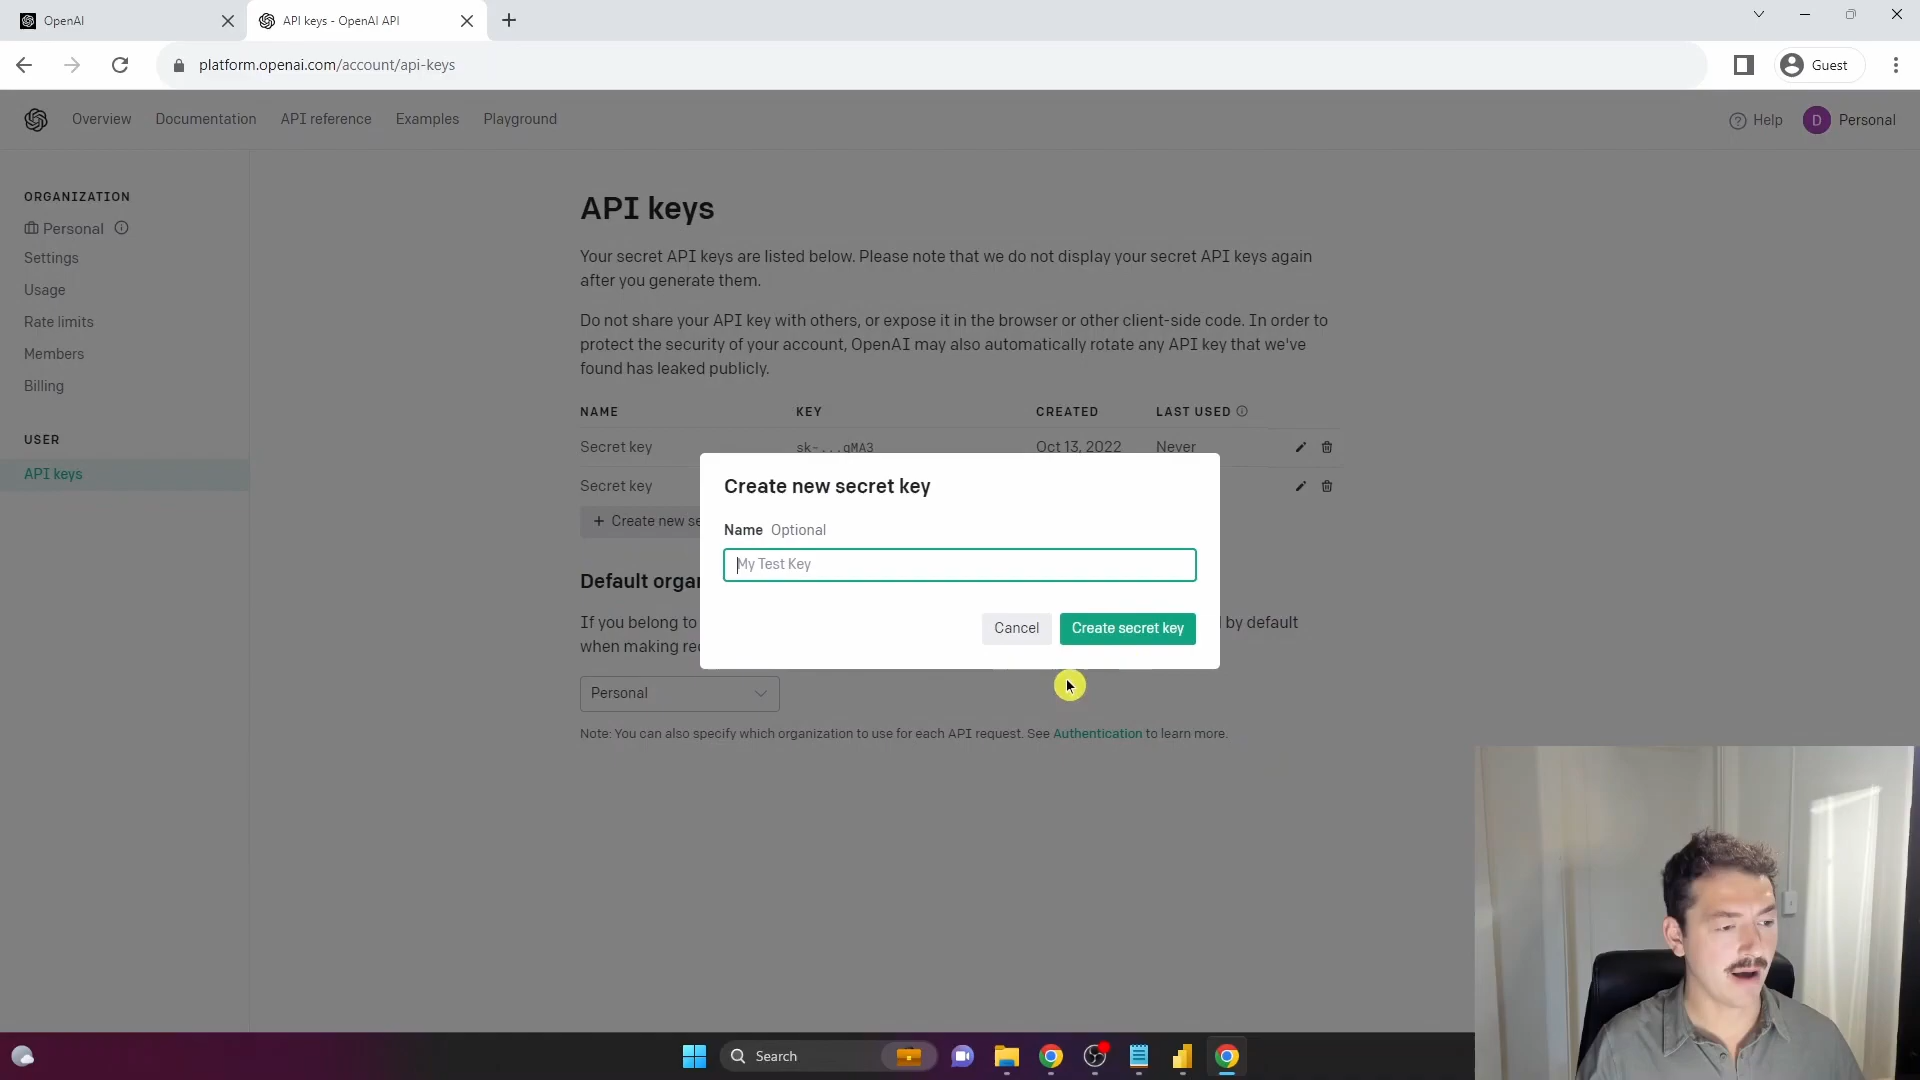 OpenAI
API keys - OpenAI API
platform.openai.com/account/api-keys
Guest
Overview
Documentation
API reference
Examples
Playground
Help
D
Personal
ORGANIZATION
Personal
Settings
Usage
Rate limits
Members
Billing
USER
API keys
API keys
Your secret API keys are listed below. Please note that we do not display your secret API keys again
after you generate them.
Do not share your API key with others, or expose it in the browser or other client-side code. In order to
protect the security of your account, OpenAI may also automatically rotate any API key that we've
found has leaked publicly.
NAME KEY CREATED LAST USED
Secret key sk-...qMA3 Oct 13, 2022 Never
Secret key
+ Create new se
Create new secret key
Name Optional
My Test Key
Cancel
Create secret key
Default orgar
If you belong to
by default
when making rec
Personal
Note: You can also specify which organization to use for each API request. See Authentication to learn more.
Search